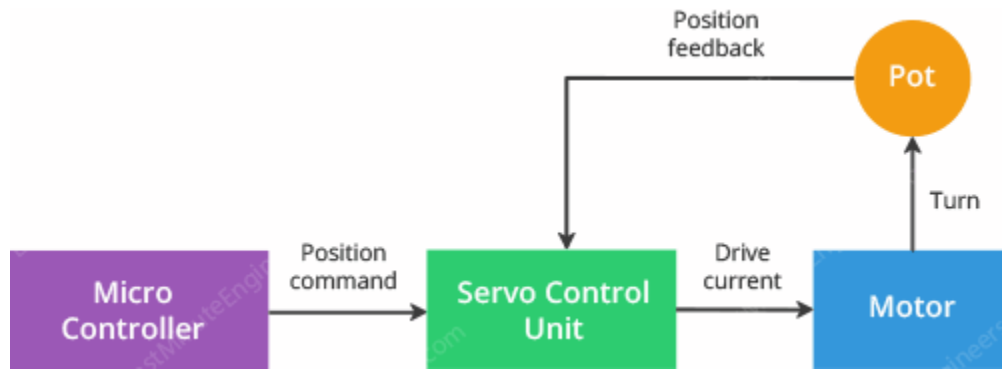 Position
feedback
Pot
Turn
Position
command
Drive
current
Micro
Controller
Servo Control
Unit
Motor